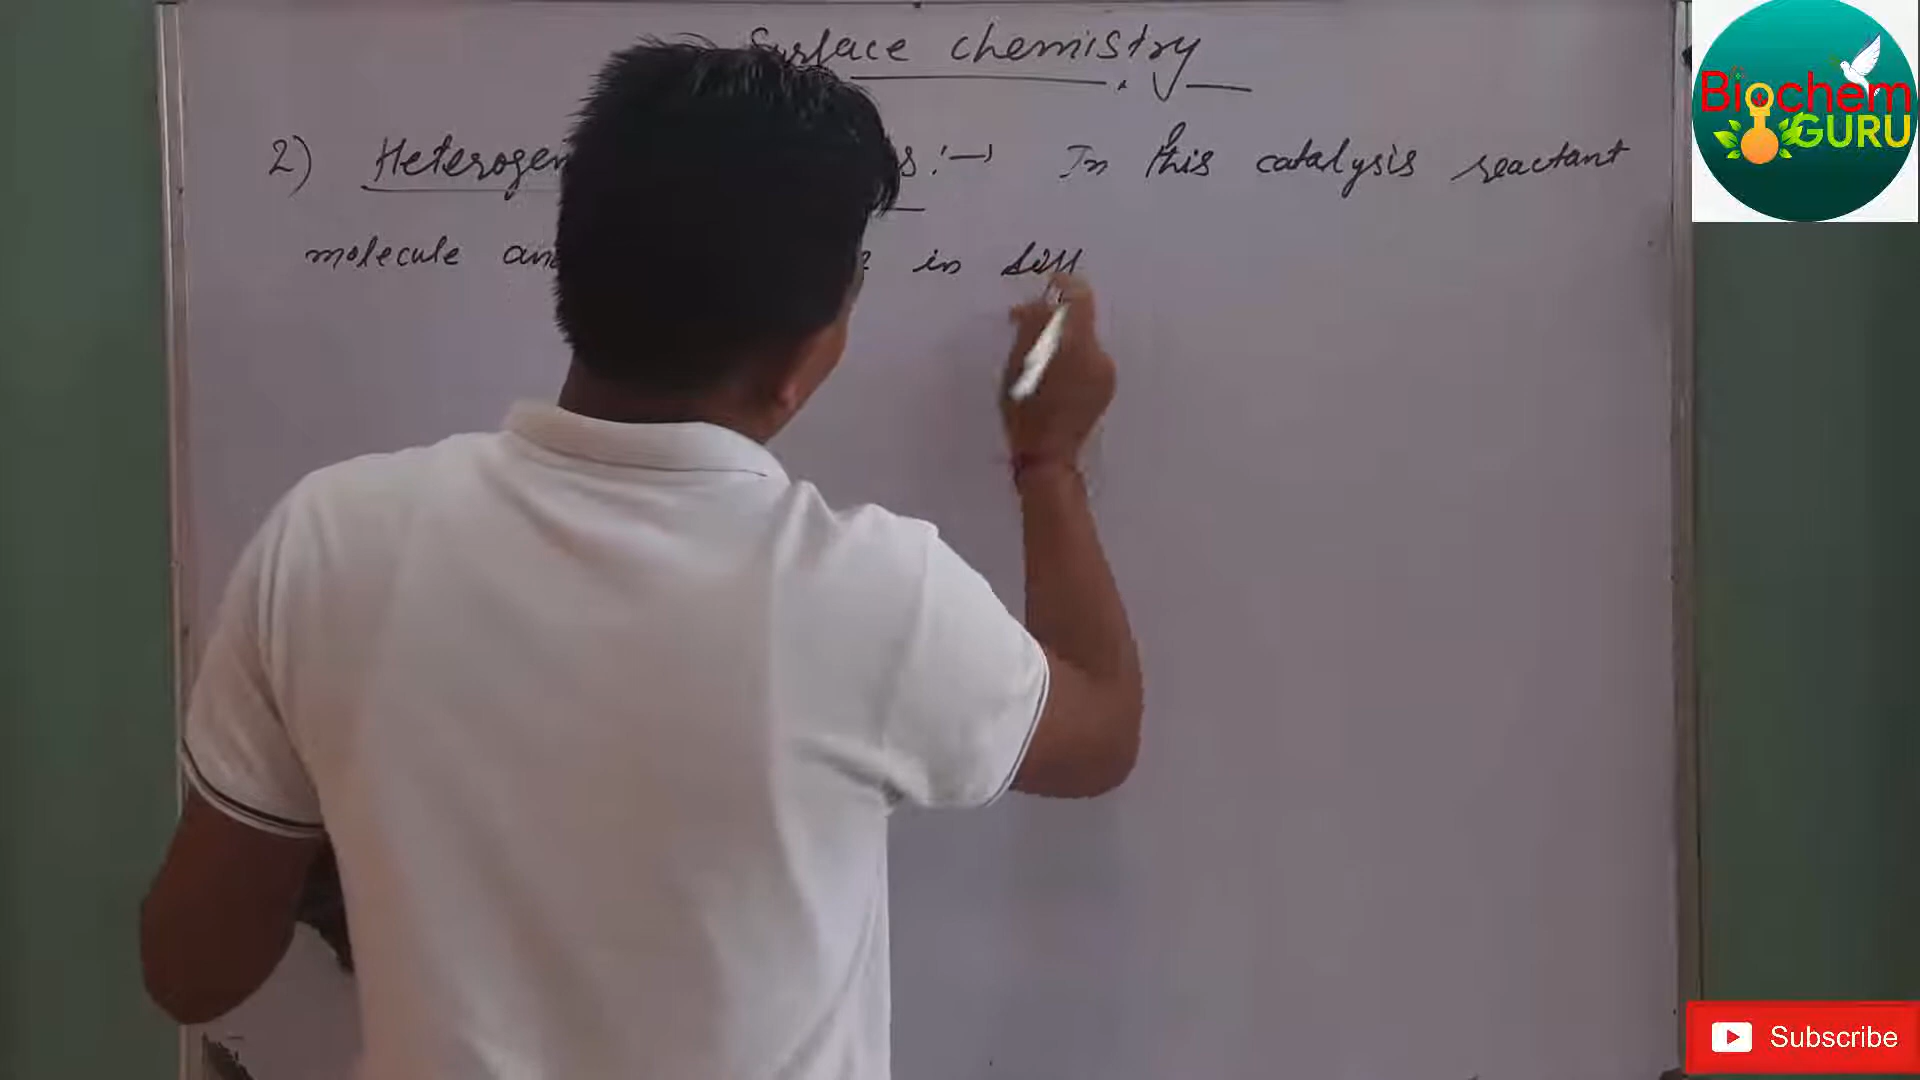 Surface chemistry
2) Heterogen s :→ In this catalysis reactant
molecule an in diff
Biochem
GURU
Subscribe